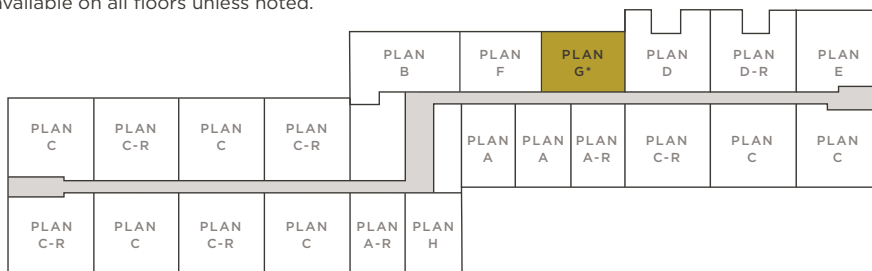 available on all floors unless noted.
PLAN
B
PLAN
F
PLAN
G*
PLAN
D
PLAN
D-R
PLAN
E
PLAN
C
PLAN
C-R
PLAN
C
PLAN
C-R
PLAN
A
PLAN
A
PLAN
A-R
PLAN
C-R
PLAN
C
PLAN
C
PLAN
C-R
PLAN
C
PLAN
C-R
PLAN
C
PLAN
A-R
PLAN
H